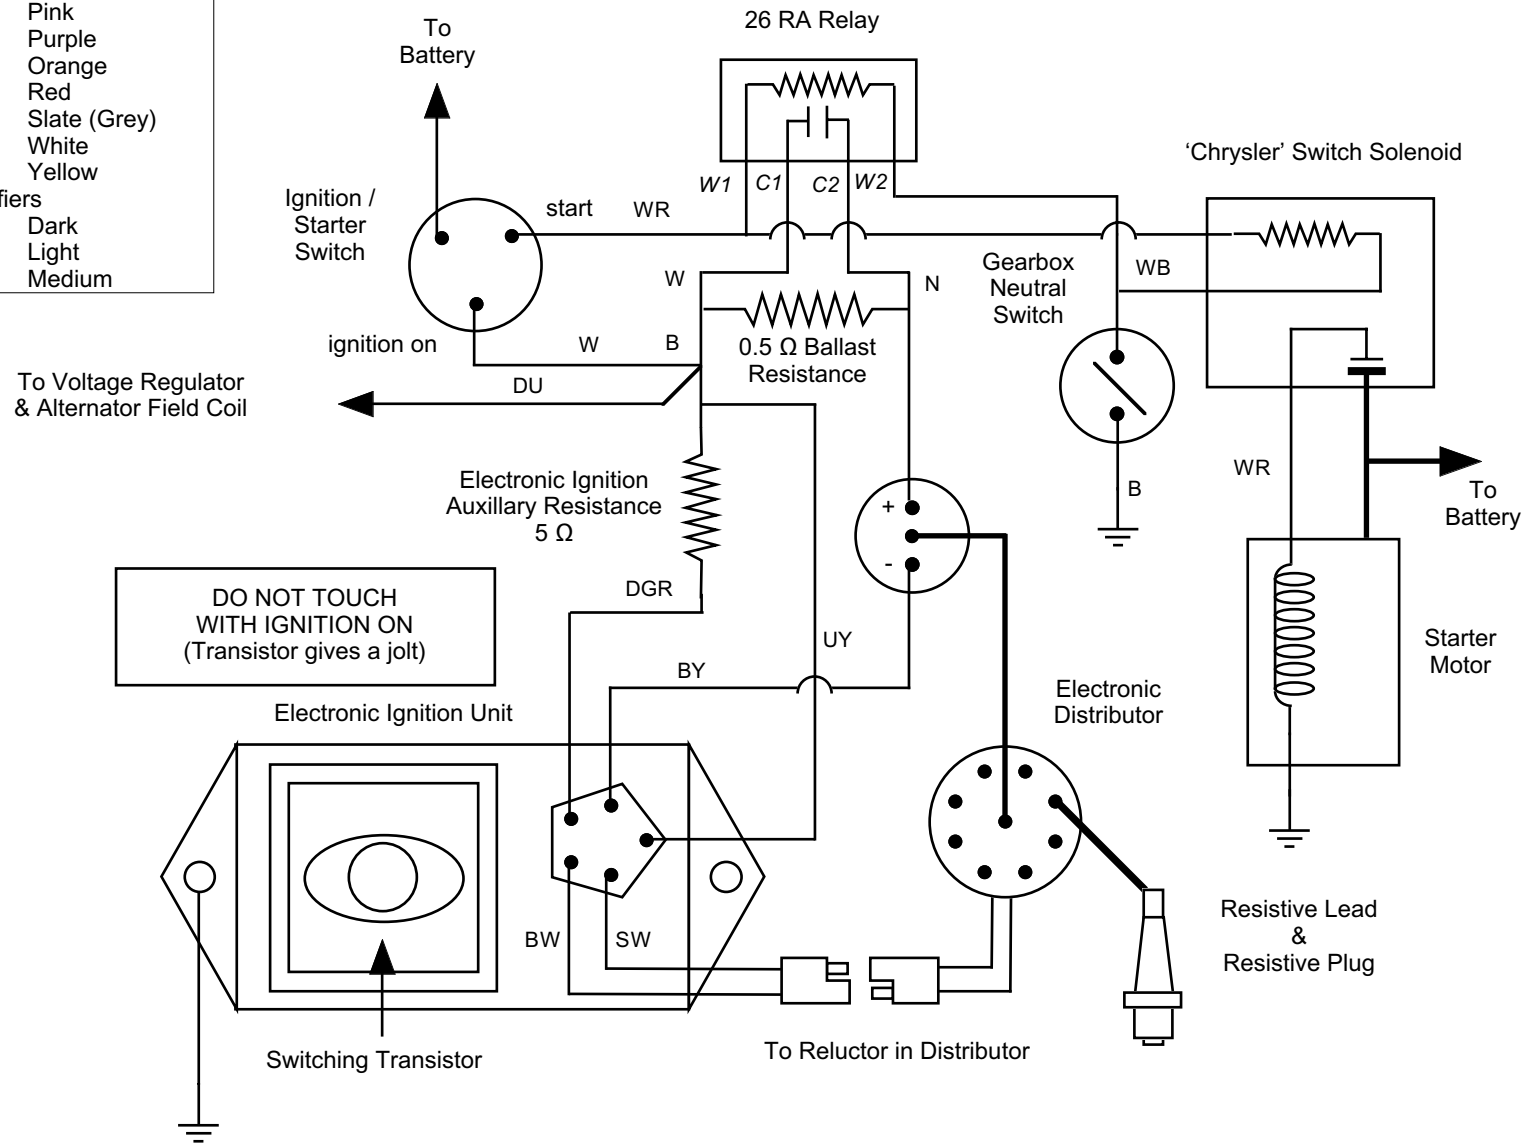 Pink
Purple
Orange
Red
Slate (Grey)
White
Yellow
fiers
Dark
Light
Medium
To
Battery
26 RA Relay
'Chrysler' Switch Solenoid
Ignition /
Starter
Switch
start
WR
W1
C1
C2
W2
W
N
Gearbox
Neutral
Switch
WB
ignition on
W
B
0.5 Ω Ballast
Resistance
To Voltage Regulator
& Alternator Field Coil
DU
Electronic Ignition
Auxillary Resistance
5 Ω
+
-
B
WR
To
Battery
DO NOT TOUCH
WITH IGNITION ON
(Transistor gives a jolt)
DGR
UY
BY
Starter
Motor
Electronic Ignition Unit
Electronic
Distributor
BW
SW
Resistive Lead
&
Resistive Plug
Switching Transistor
To Reluctor in Distributor